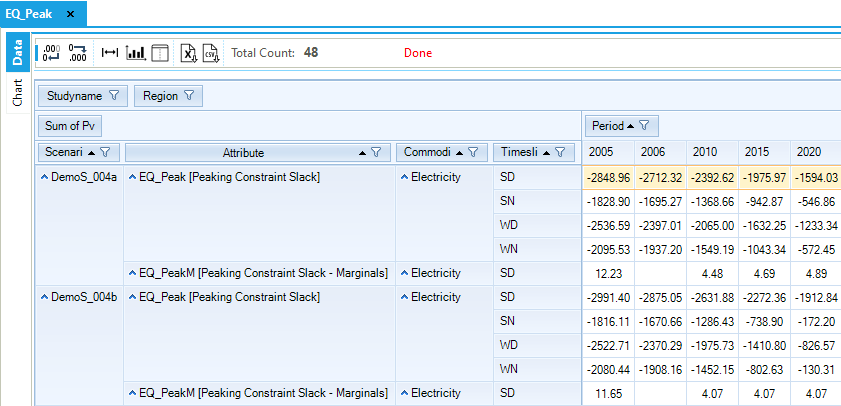 EQ_Peak ×
Data
Chart
.000 .000 CSV Total Count: 48 Done
Studyname Region
Sum of Pv Period
Scenari Attribute Commodi Timesli 2005 2006 2010 2015 2020
DemoS_004a EQ_Peak [Peaking Constraint Slack] Electricity SD -2848.96 -2712.32 -2392.62 -1975.97 -1594.03
SN -1828.90 -1695.27 -1368.66 -942.87 -546.86
WD -2536.59 -2397.01 -2065.00 -1632.25 -1233.34
WN -2095.53 -1937.20 -1549.19 -1043.34 -572.45
EQ_PeakM [Peaking Constraint Slack - Marginals] Electricity SD 12.23 4.48 4.69 4.89
DemoS_004b EQ_Peak [Peaking Constraint Slack] Electricity SD -2991.40 -2875.05 -2631.88 -2272.36 -1912.84
SN -1816.11 -1670.66 -1286.43 -738.90 -172.20
WD -2522.71 -2370.29 -1975.73 -1410.80 -826.57
WN -2080.44 -1908.16 -1452.15 -802.63 -130.31
EQ_PeakM [Peaking Constraint Slack - Marginals] Electricity SD 11.65 4.07 4.07 4.07